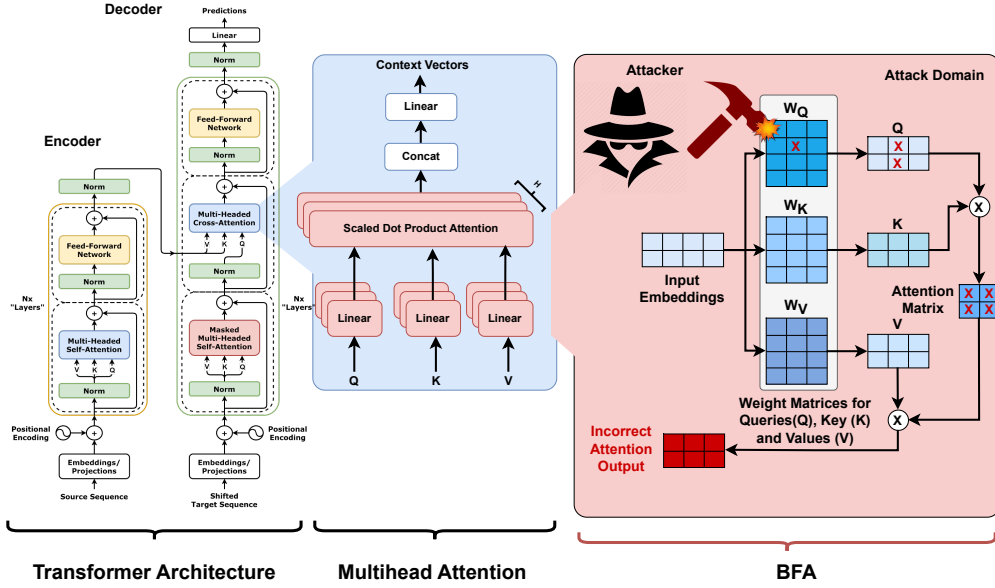 Decoder
Predictions
Linear
Norm
+
Feed-Forward
Network
Norm
+
Multi-Headed
Cross-Attention
V K Q
Norm
+
Masked
Multi-Headed
Self-Attention
V K Q
Norm
+
Positional
Encoding
Embeddings/
Projections
Shifted
Target Sequence
Encoder
Norm
+
Feed-Forward
Network
Norm
+
Multi-Headed
Self-Attention
V K Q
Norm
+
Positional
Encoding
Embeddings/
Projections
Source Sequence
Nx
"Layers"
Nx
"Layers"
Transformer Architecture
Context Vectors
Linear
Concat
H
Scaled Dot Product Attention
Linear
Linear
Linear
Q
K
V
Multihead Attention
Attacker
Attack Domain
WQ
X
Q
X
X
X
WK
K
Input
Embeddings
Attention
Matrix
X X
X X
WV
V
X
Weight Matrices for
Queries(Q), Key (K)
and Values (V)
Incorrect
Attention
Output
BFA